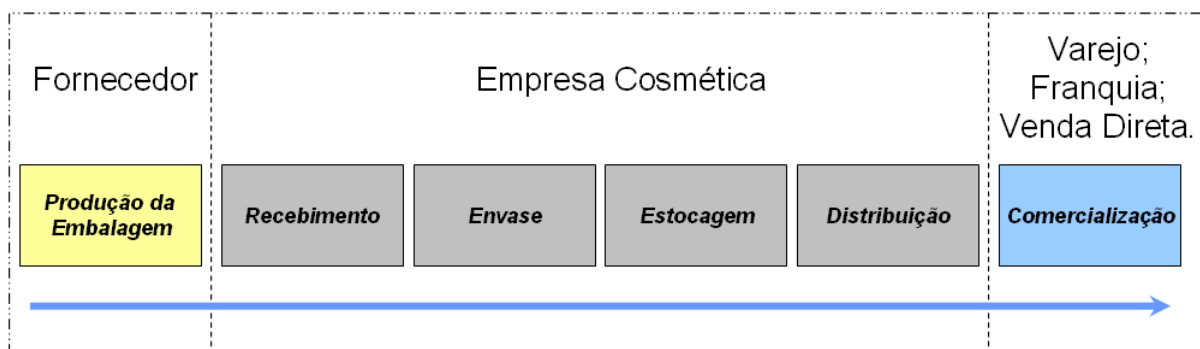 Fornecedor
Empresa Cosmética
Varejo;
Franquia;
Venda Direta.
Produção da
Embalagem
Recebimento
Envase
Estocagem
Distribuição
Comercialização